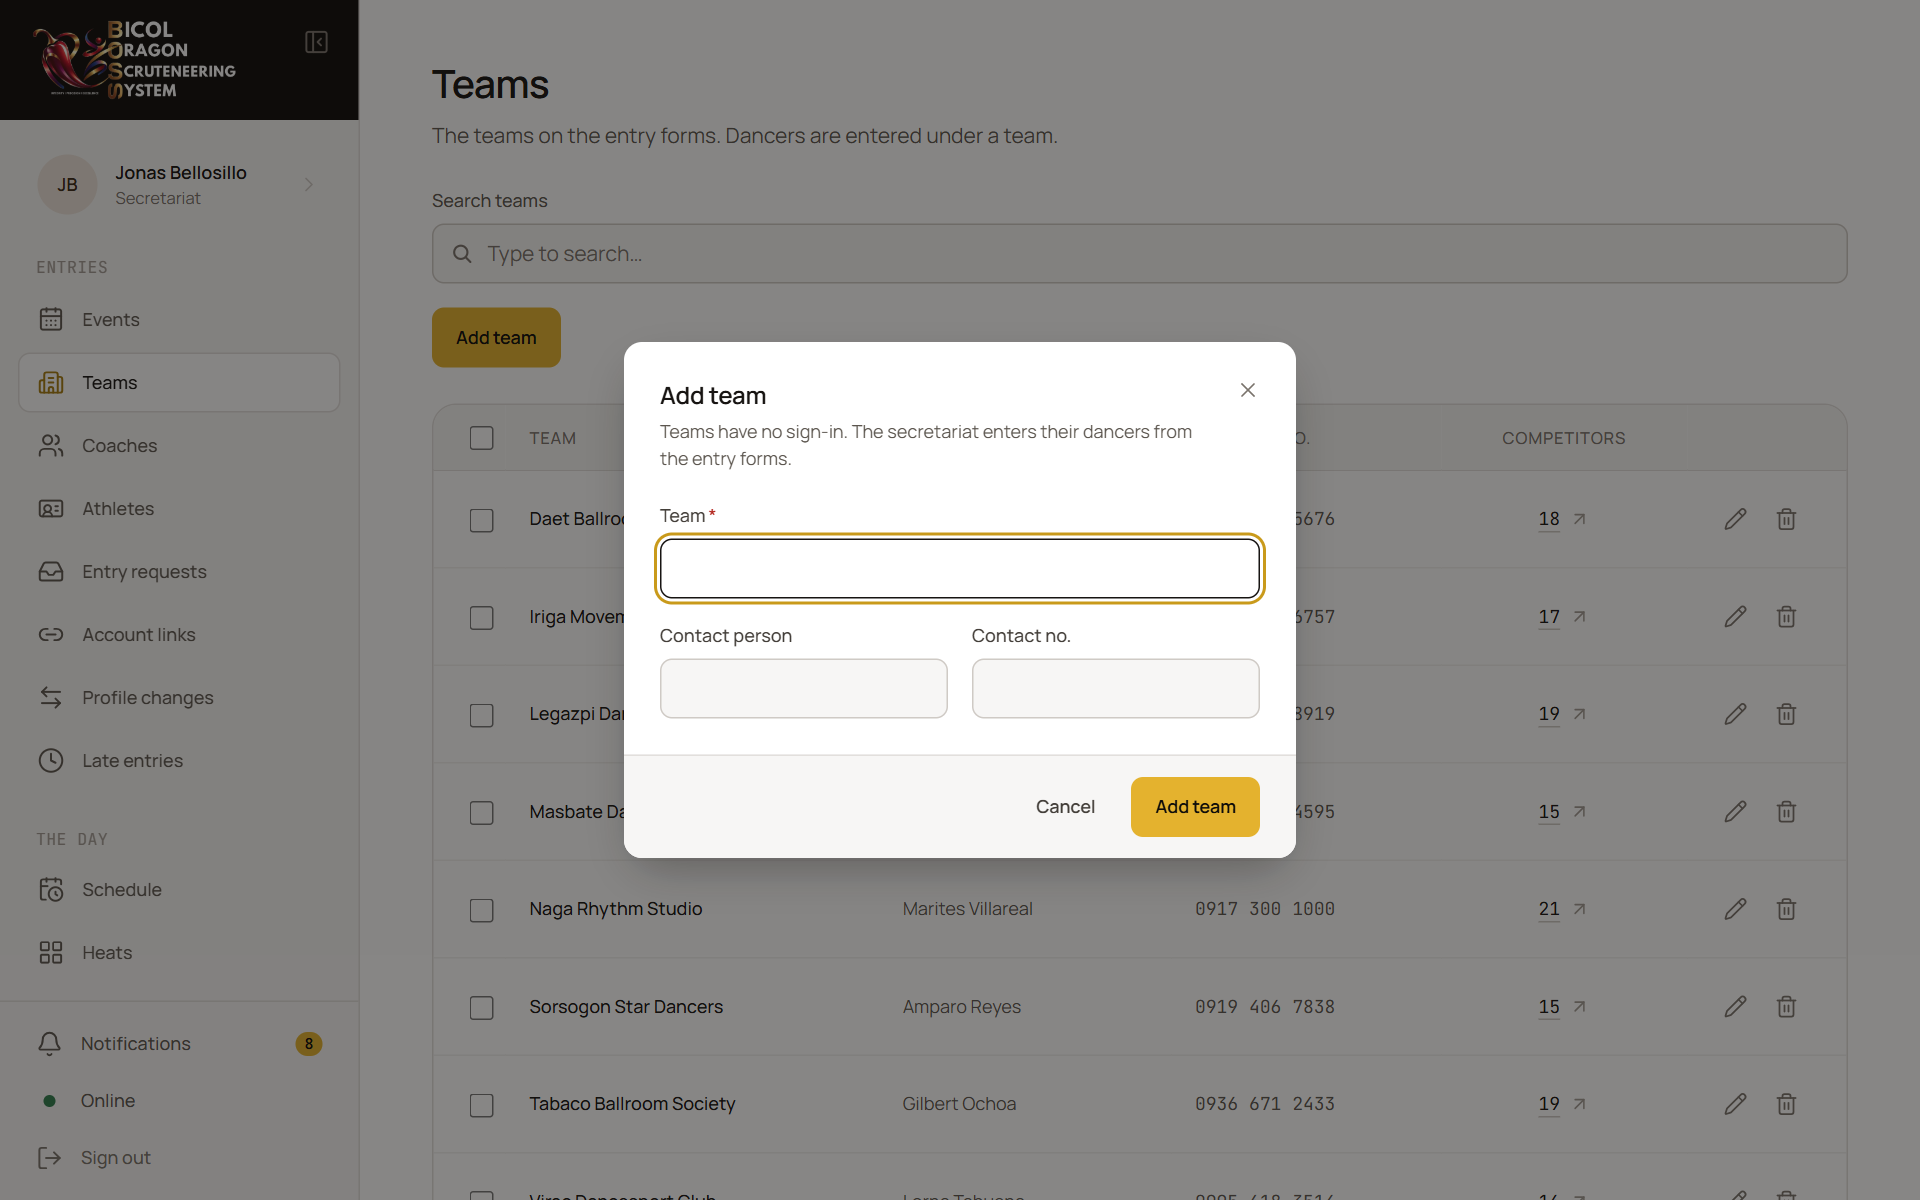 BICOL
DRAGON
SCRUTENEERING
SYSTEM
JB
Jonas Bellosillo
Secretariat
ENTRIES
Events
Teams
Coaches
Athletes
Entry requests
Account links
Profile changes
Late entries
THE DAY
Schedule
Heats
Notifications
8
Online
Sign out
Teams
The teams on the entry forms. Dancers are entered under a team.
Search teams
Type to search...
Add team
TEAM
O.
COMPETITORS
Daet Ballro
5676
18
Iriga Movem
6757
17
Legazpi Da
8919
19
Masbate Da
4595
15
Naga Rhythm Studio
Marites Villareal
0917 300 1000
21
Sorsogon Star Dancers
Amparo Reyes
0919 406 7838
15
Tabaco Ballroom Society
Gilbert Ochoa
0936 671 2433
19
Add team
Teams have no sign-in. The secretariat enters their dancers from
the entry forms.
Team *
Contact person
Contact no.
Cancel
Add team